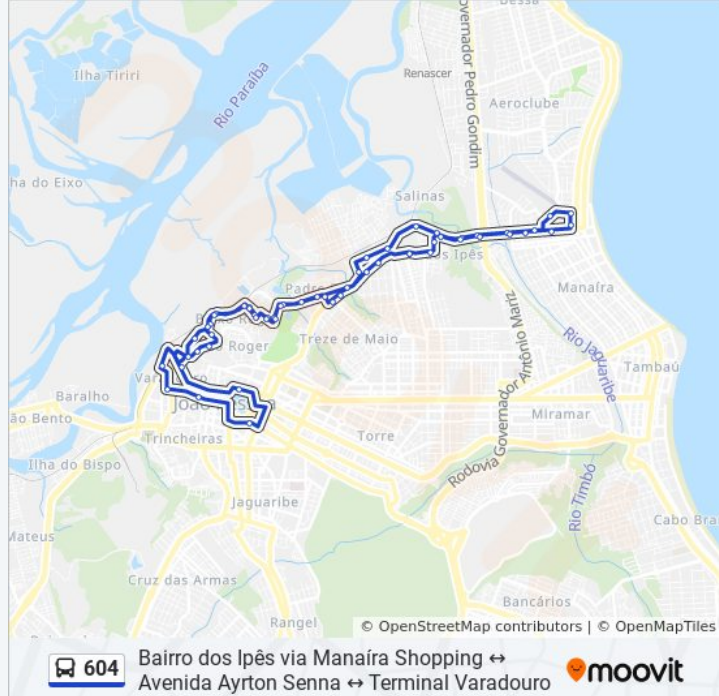 Bessa
Governador Pedro Gondim
Ilha Tiriri
Renascer
Aeroclube
Rio Paraíba
ha do Eixo
Salinas
os Ipês
Manaíra
Padre
Roger
Treze de Maio
Rio Jaguaribe
Governador Antônio Mariz
Tambaú
Baralho
ão Bento
João
Trincheiras
Miramar
Torre
Ilha do Bispo
Rodovia
Rio Timbó
Jaguaribe
Cabo Bra
Mateus
Cruz das Armas
Bancários
Rangel
© OpenStreetMap contributors | © OpenMapTiles
604
Bairro dos Ipês via Manaíra Shopping ↔
Avenida Ayrton Senna ↔ Terminal Varadouro
moovit